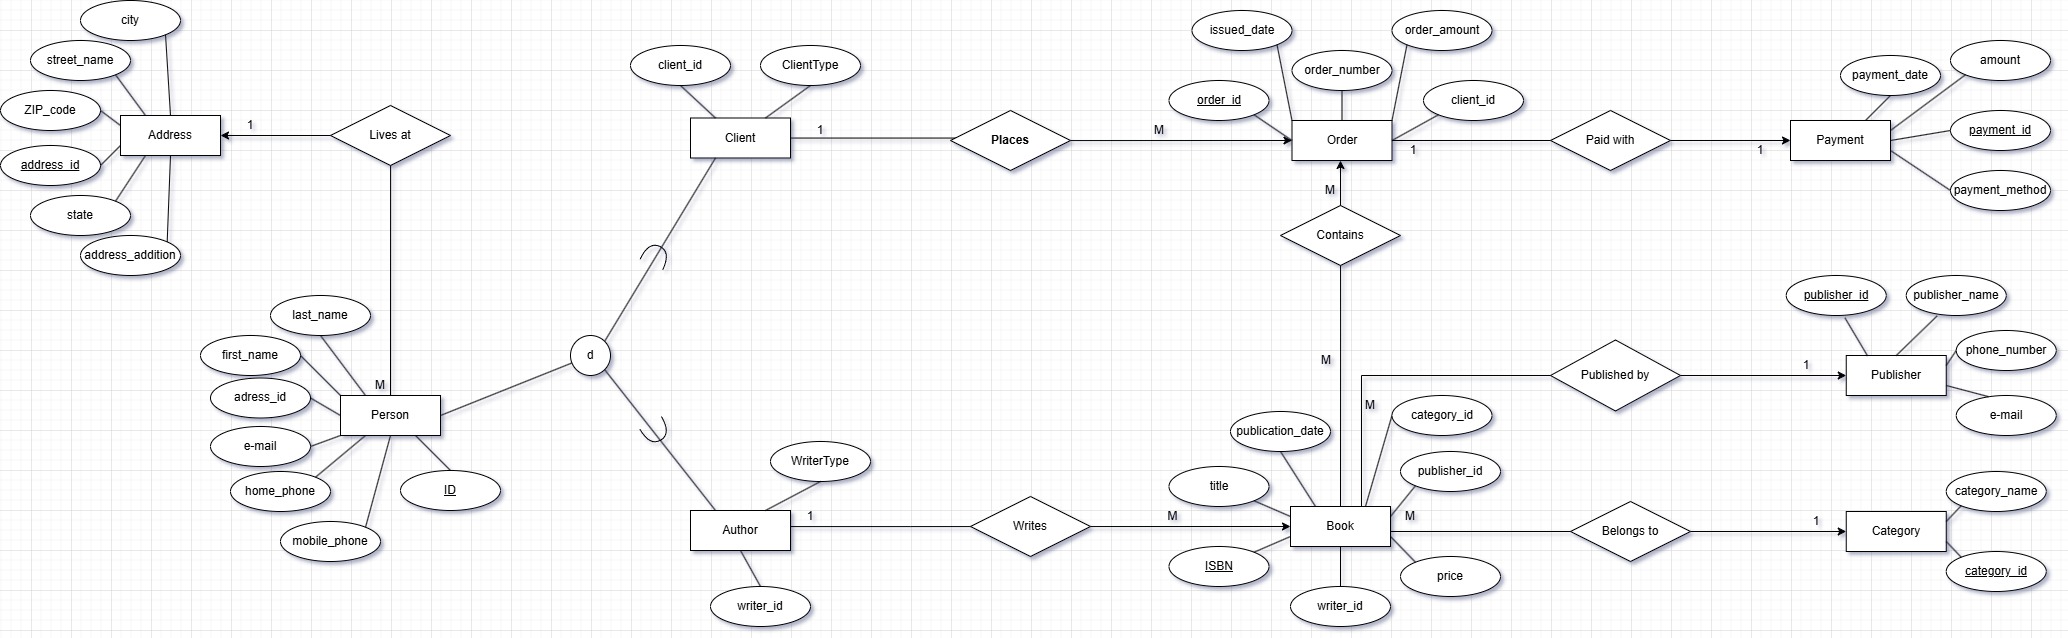 city
street_name
ZIP_code
Address
address_id
state
address_addition
1
Lives at
M
client_id
ClientType
Client
1
Places
M
issued_date
order_amount
order_number
order_id
client_id
Order
1
Paid with
1
payment_date
amount
Payment
payment_id
payment_method
M
Contains
M
last_name
first_name
adress_id
Person
e-mail
home_phone
ID
mobile_phone
d
WriterType
Author
1
writer_id
Writes
M
publication_date
title
Book
ISBN
writer_id
price
category_id
publisher_id
M
Published by
1
publisher_id
publisher_name
phone_number
Publisher
e-mail
M
Belongs to
1
category_name
Category
category_id